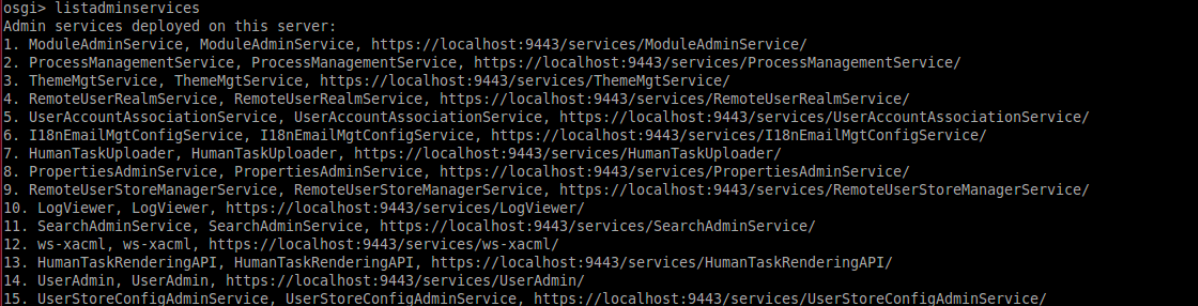 osgi> listadminservices
Admin services deployed on this server:
1. ModuleAdminService, ModuleAdminService, https://localhost:9443/services/ModuleAdminService/
2. ProcessManagementService, ProcessManagementService, https://localhost:9443/services/ProcessManagementService/
3. ThemeMgtService, ThemeMgtService, https://localhost:9443/services/ThemeMgtService/
4. RemoteUserRealmService, RemoteUserRealmService, https://localhost:9443/services/RemoteUserRealmService/
5. UserAccountAssociationService, UserAccountAssociationService, https://localhost:9443/services/UserAccountAssociationService/
6. I18nEmailMgtConfigService, I18nEmailMgtConfigService, https://localhost:9443/services/I18nEmailMgtConfigService/
7. HumanTaskUploader, HumanTaskUploader, https://localhost:9443/services/HumanTaskUploader/
8. PropertiesAdminService, PropertiesAdminService, https://localhost:9443/services/PropertiesAdminService/
9. RemoteUserStoreManagerService, RemoteUserStoreManagerService, https://localhost:9443/services/RemoteUserStoreManagerService/
10. LogViewer, LogViewer, https://localhost:9443/services/LogViewer/
11. SearchAdminService, SearchAdminService, https://localhost:9443/services/SearchAdminService/
12. ws-xacml, ws-xacml, https://localhost:9443/services/ws-xacml/
13. HumanTaskRenderingAPI, HumanTaskRenderingAPI, https://localhost:9443/services/HumanTaskRenderingAPI/
14. UserAdmin, UserAdmin, https://localhost:9443/services/UserAdmin/
15. UserStoreConfigAdminService, UserStoreConfigAdminService, https://localhost:9443/services/UserStoreConfigAdminService/